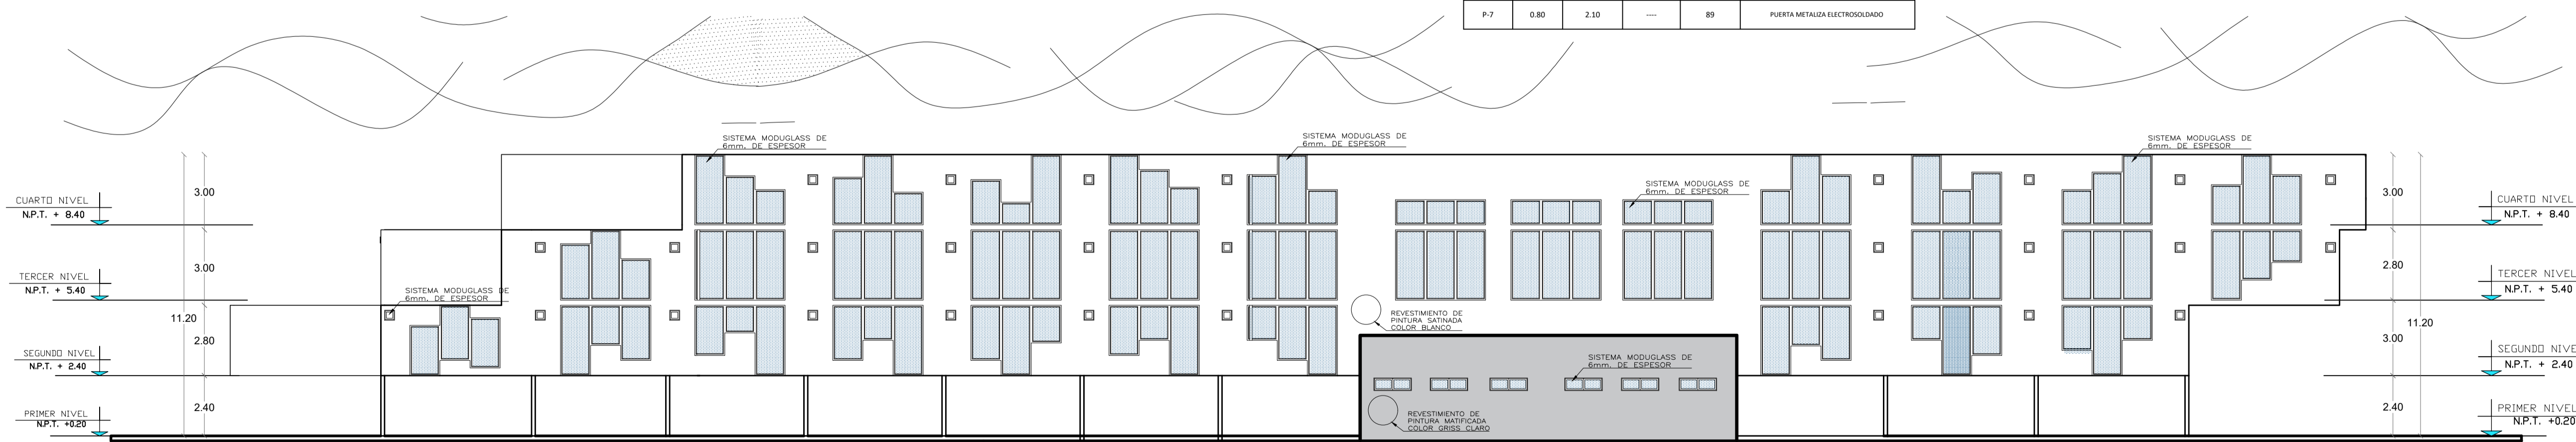 P-7 0.80 2.10 ---- 89 PUERTA METALIZA ELECTROSOLDADO
SISTEMA MODUGLASS DE
6mm. DE ESPESOR
SISTEMA MODUGLASS DE
6mm. DE ESPESOR
SISTEMA MODUGLASS DE
6mm. DE ESPESOR
SISTEMA MODUGLASS DE
6mm. DE ESPESOR
CUARTO NIVEL
N.P.T. + 8.40
3.00
3.00
CUARTO NIVEL
N.P.T. + 8.40
TERCER NIVEL
N.P.T. + 5.40
3.00
2.80
TERCER NIVEL
N.P.T. + 5.40
SISTEMA MODUGLASS DE
6mm. DE ESPESOR
11.20
11.20
REVESTIMIENTO DE
PINTURA SATINADA
COLOR BLANCO
SEGUNDO NIVEL
N.P.T. + 2.40
2.80
3.00
SEGUNDO NIVE
N.P.T. + 2.40
SISTEMA MODUGLASS DE
6mm. DE ESPESOR
PRIMER NIVEL
N.P.T. +0.20
2.40
2.40
PRIMER NIVEL
N.P.T. +0.20
REVESTIMIENTO DE
PINTURA MATIFICADA
COLOR GRISS CLARO